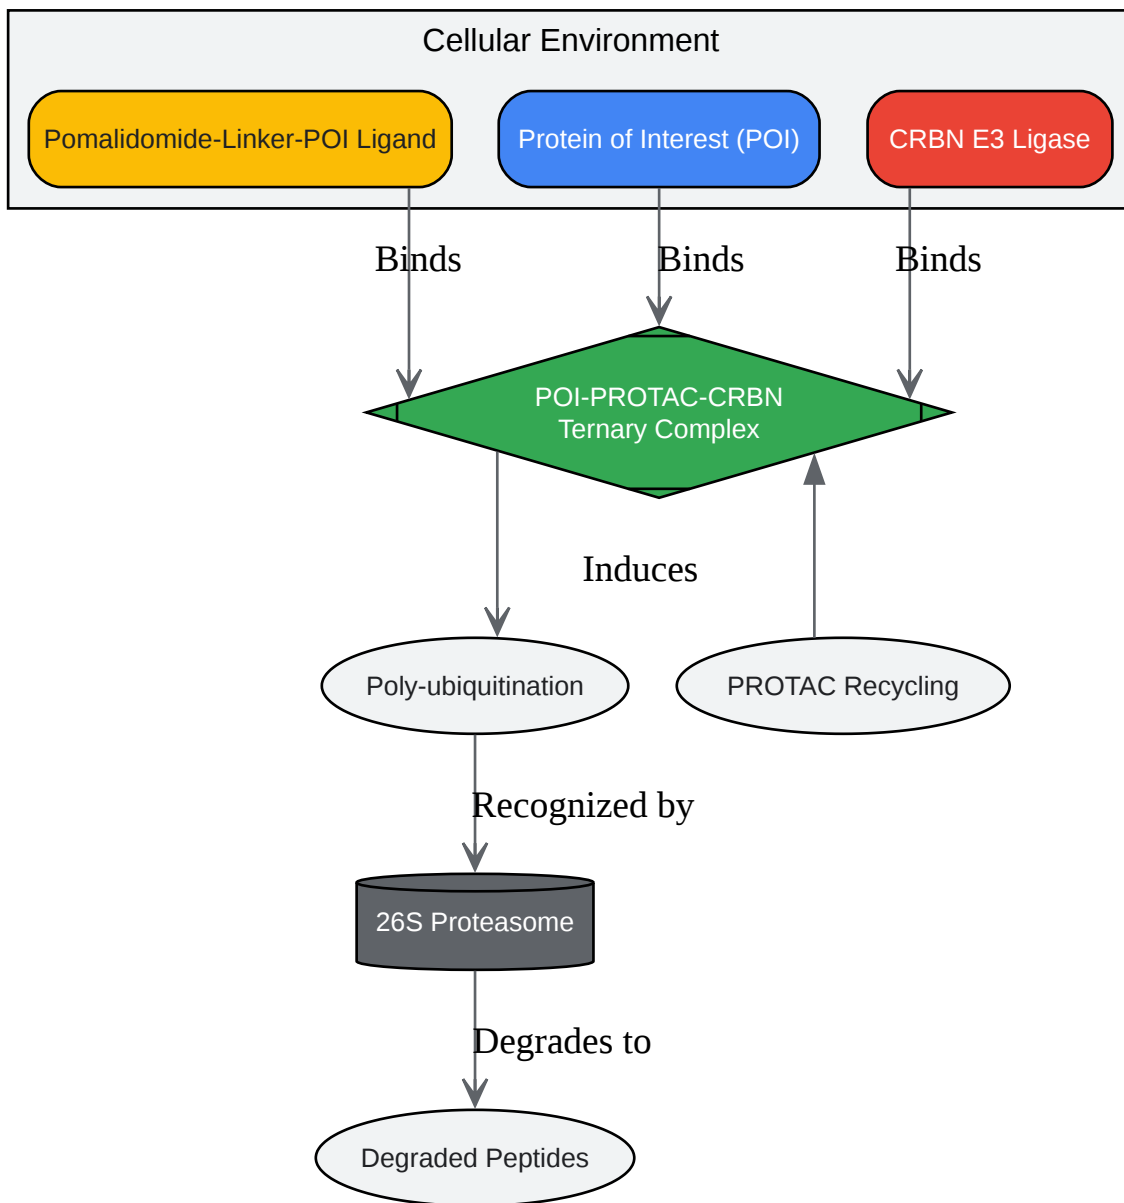 Cellular Environment
Pomalidomide-Linker-POI Ligand
Protein of Interest (POI)
CRBN E3 Ligase
Binds
Binds
Binds
POI-PROTAC-CRBN
Ternary Complex
Induces
Poly-ubiquitination
PROTAC Recycling
Recognized by
26S Proteasome
Degrades to
Degraded Peptides